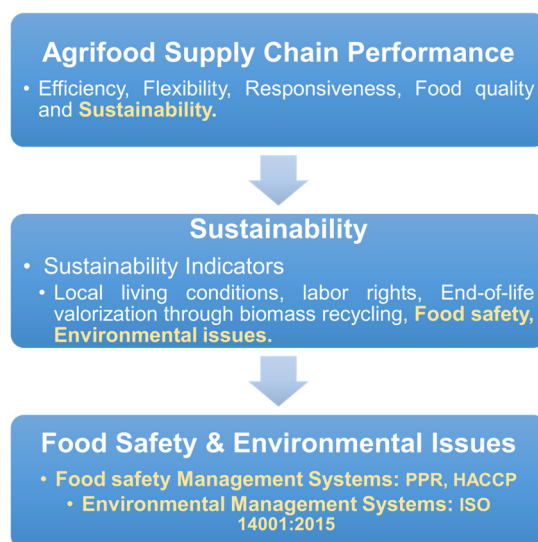 Agrifood Supply Chain Performance
• Efficiency, Flexibility, Responsiveness, Food quality
and Sustainability.
Sustainability
• Sustainability Indicators
• Local living conditions, labor rights, End-of-life
valorization through biomass recycling, Food safety,
Environmental issues.
Food Safety & Environmental Issues
• Food safety Management Systems: PPR, HACCP
• Environmental Management Systems: ISO
14001:2015